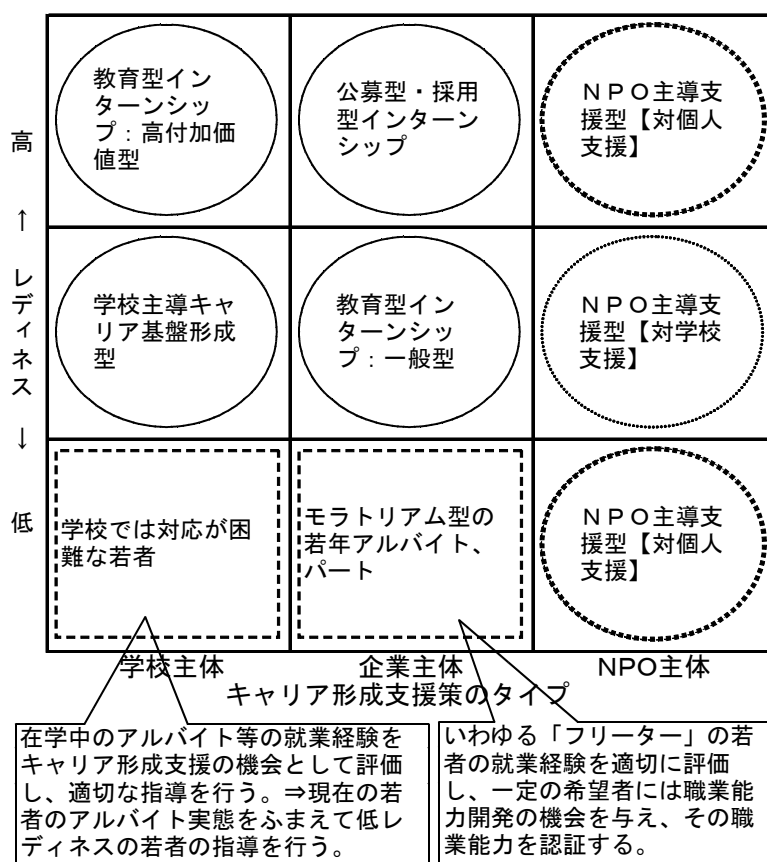 教育型イン
ターンシッ
プ：高付加価
値型
公募型・採用
型インターン
シップ
ＮＰＯ主導支
援型【対個人
支援】
高
↑
レディネス
↓
低
学校主導キャ
リア基盤形成
型
教育型イン
ターンシッ
プ：一般型
ＮＰＯ主導支
援型【対学校
支援】
学校では対応が困
難な若者
モラトリアム型の
若年アルバイト、
パート
ＮＰＯ主導支
援型【対個人
支援】
学校主体
企業主体
NPO主体
キャリア形成支援策のタイプ
在学中のアルバイト等の就業経験を
キャリア形成支援の機会として評価
し、適切な指導を行う。⇒現在の若
者のアルバイト実態をふまえて低レ
ディネスの若者の指導を行う。
いわゆる「フリーター」の若
者の就業経験を適切に評価
し、一定の希望者には職業能
力開発の機会を与え、その職
業能力を認証する。